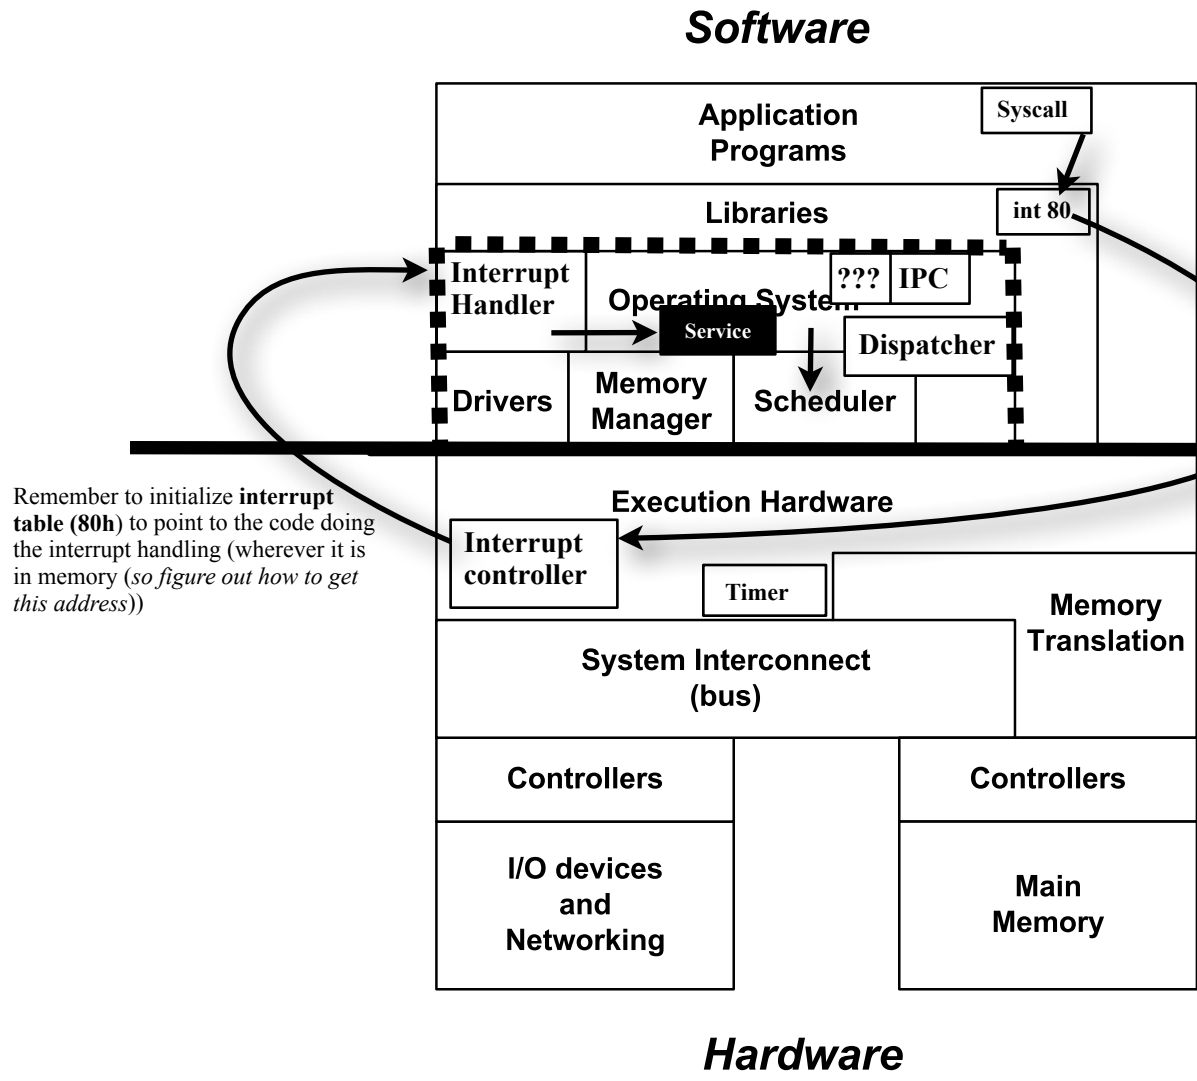 Software
Application
Programs
Syscall
Libraries
int 80
Interrupt
Handler
Operating System
???
IPC
Service
Dispatcher
Drivers
Memory
Manager
Scheduler
Remember to initialize interrupt
table (80h) to point to the code doing
the interrupt handling (wherever it is
in memory (so figure out how to get
this address))
Execution Hardware
Interrupt
controller
Timer
Memory
Translation
System Interconnect
(bus)
Controllers
Controllers
I/O devices
and
Networking
Main
Memory
Hardware